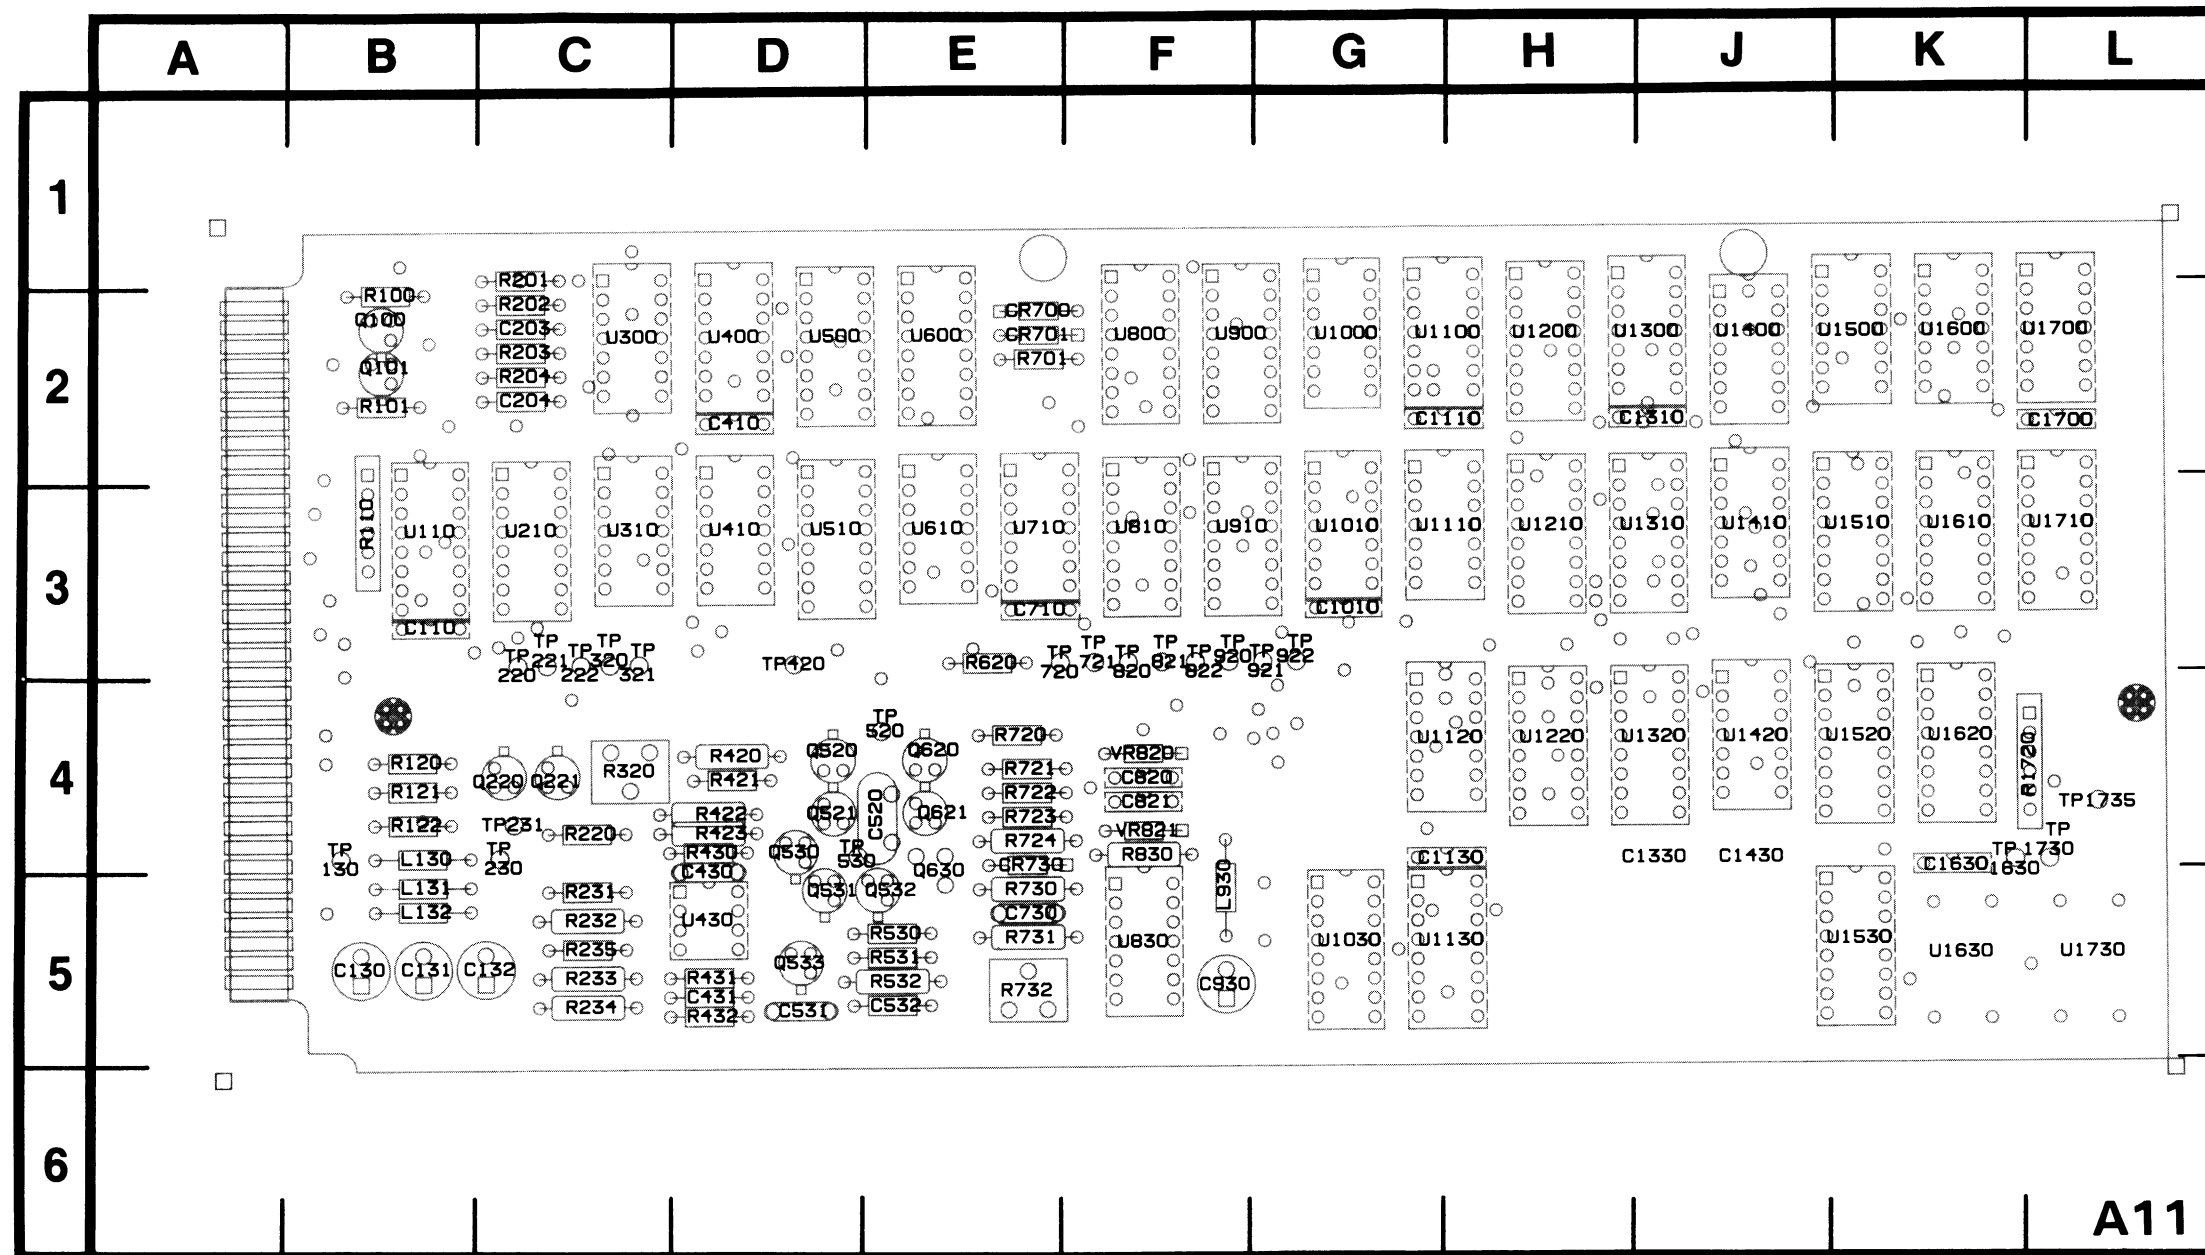 A B C D E F G H J K L
1
R201
R100 R202 CR700
Q100 C203 U300 U400 U500 U600 CR701 U800 U900 U1000 U1100 U1200 U1300 U1400 U1500 U1600 U1700
R203 R701
Q101 R204
2
R101 C204
C410 C1110 C1310 C1700
R110 U110 U210 U310 U410 U510 U610 U710 U810 U910 U1010 U1110 U1210 U1310 U1410 U1510 U1610 U1710
3
C110 C710 C1010
TP 220 TP 221 TP 222 TP 320 TP 321 TP420 R620 TP 720 TP 721 TP 820 TP 821 TP 822 TP 920 TP 921 TP 922
TP 520
R720 U1120 U1220 U1320 U1420 U1520 U1620 R1720
Q520 Q620 VR820
R120 Q220 Q221 R320 R420 R721 C820
4
R121 R421 R722 C821 TP1735
R422 Q521 C520 Q621 R723
R122 TP231 R220 R423 R724 VR821
TP 130 L130 TP 230 R430 Q530 TP 530 Q630 CR730 R830 C1130 C1330 C1430 C1630 TP 1630 TP 1730
C430
L131 R231 Q531 Q532 R730 L930
L132 R232 U430 C730
R530 R731 U830 U1030 U1130 U1530 U1630 U1730
R235 R531
5
C130 C131 C132 R233 R431 Q533 R532 R732 C930
C431
R234 R432 C531 C532
6
A11